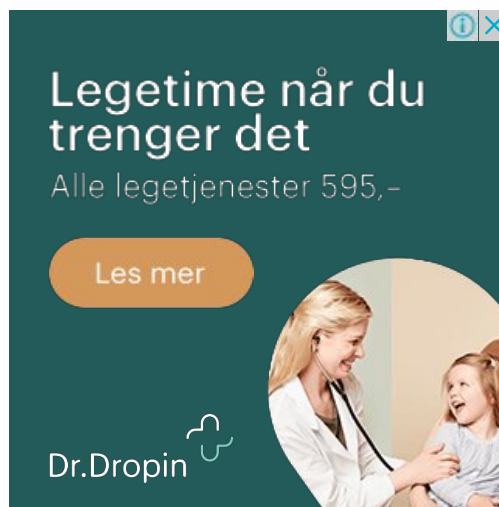 Legetime når du
trenger det
Alle legetjenester 595,-
Les mer
Dr.Dropin